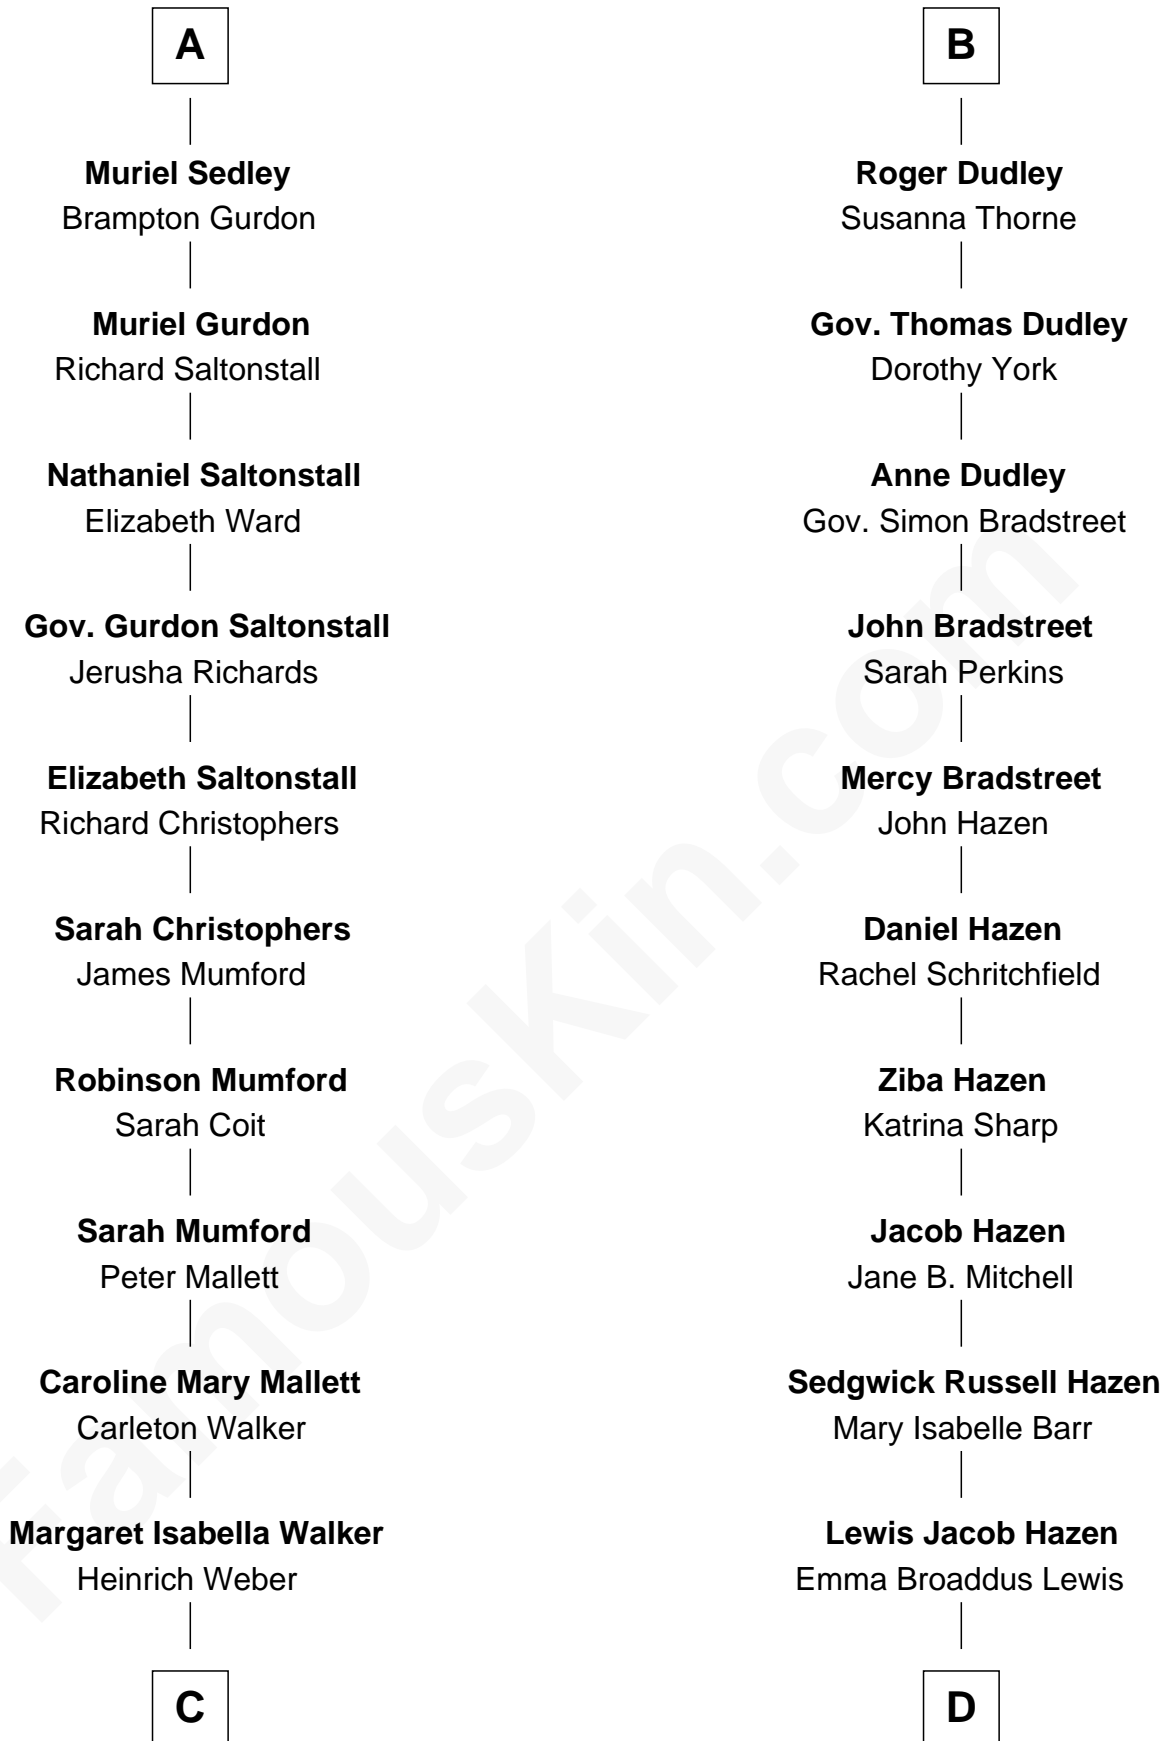 A
Muriel Sedley
Brampton Gurdon
Muriel Gurdon
Richard Saltonstall
Nathaniel Saltonstall
Elizabeth Ward
Gov. Gurdon Saltonstall
Jerusha Richards
Elizabeth Saltonstall
Richard Christophers
Sarah Christophers
James Mumford
Robinson Mumford
Sarah Coit
Sarah Mumford
Peter Mallett
Caroline Mary Mallett
Carleton Walker
Margaret Isabella Walker
Heinrich Weber
C
B
Roger Dudley
Susanna Thorne
Gov. Thomas Dudley
Dorothy York
Anne Dudley
Gov. Simon Bradstreet
John Bradstreet
Sarah Perkins
Mercy Bradstreet
John Hazen
Daniel Hazen
Rachel Schritchfield
Ziba Hazen
Katrina Sharp
Jacob Hazen
Jane B. Mitchell
Sedgwick Russell Hazen
Mary Isabelle Barr
Lewis Jacob Hazen
Emma Broaddus Lewis
D
FamousKin.com